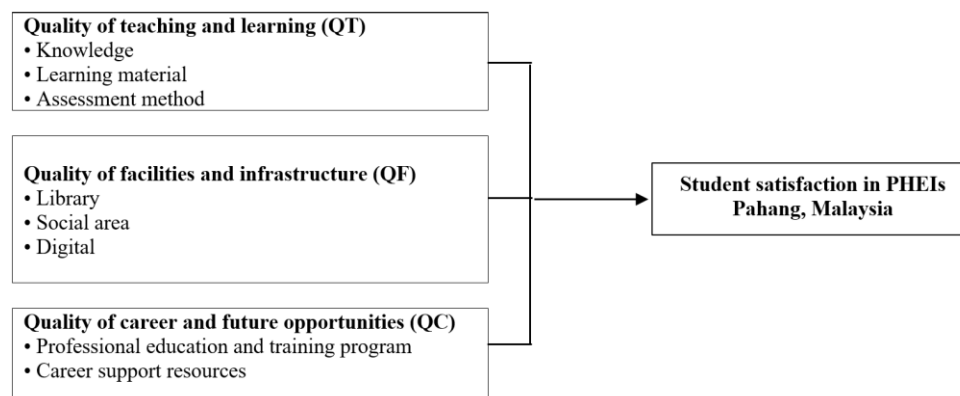 Quality of teaching and learning (QT)
• Knowledge
• Learning material
• Assessment method
Quality of facilities and infrastructure (QF)
• Library
• Social area
• Digital
Quality of career and future opportunities (QC)
• Professional education and training program
• Career support resources
Student satisfaction in PHEIs
Pahang, Malaysia